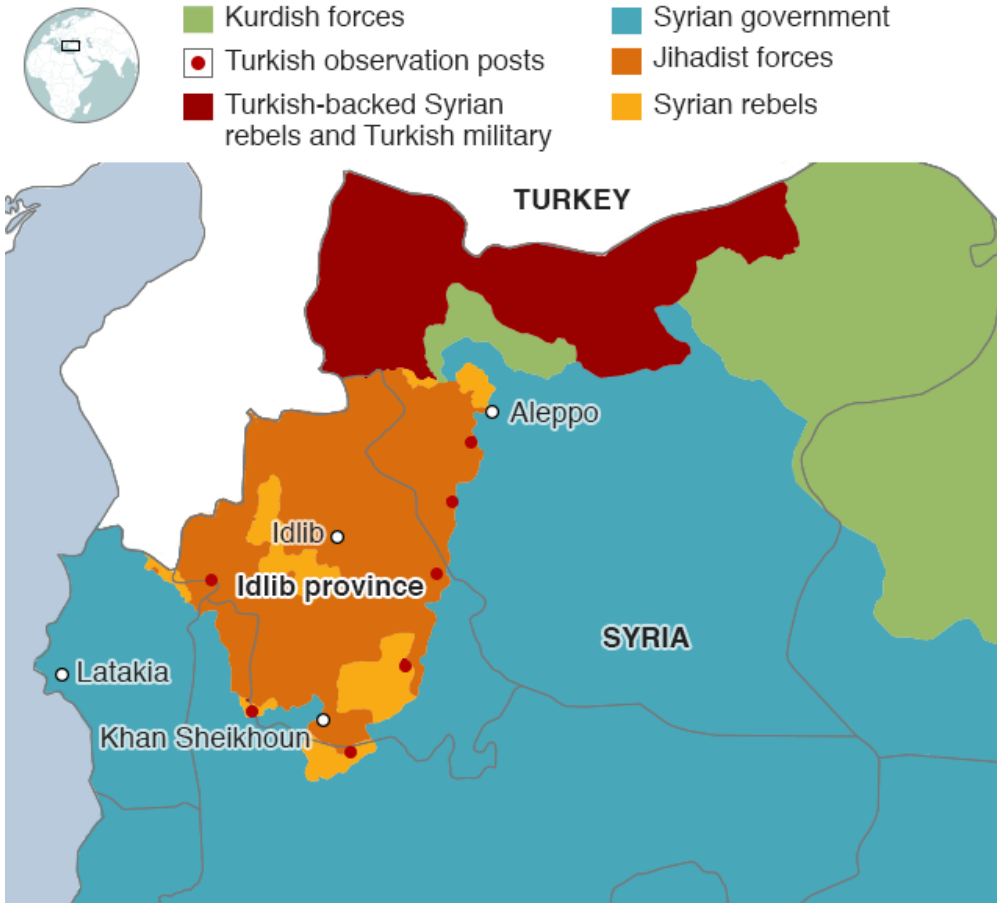 Kurdish forces
Turkish observation posts
Turkish-backed Syrian
rebels and Turkish military
Syrian government
Jihadist forces
Syrian rebels
TURKEY
Aleppo
Idlib
Idlib province
SYRIA
Latakia
Khan Sheikhoun